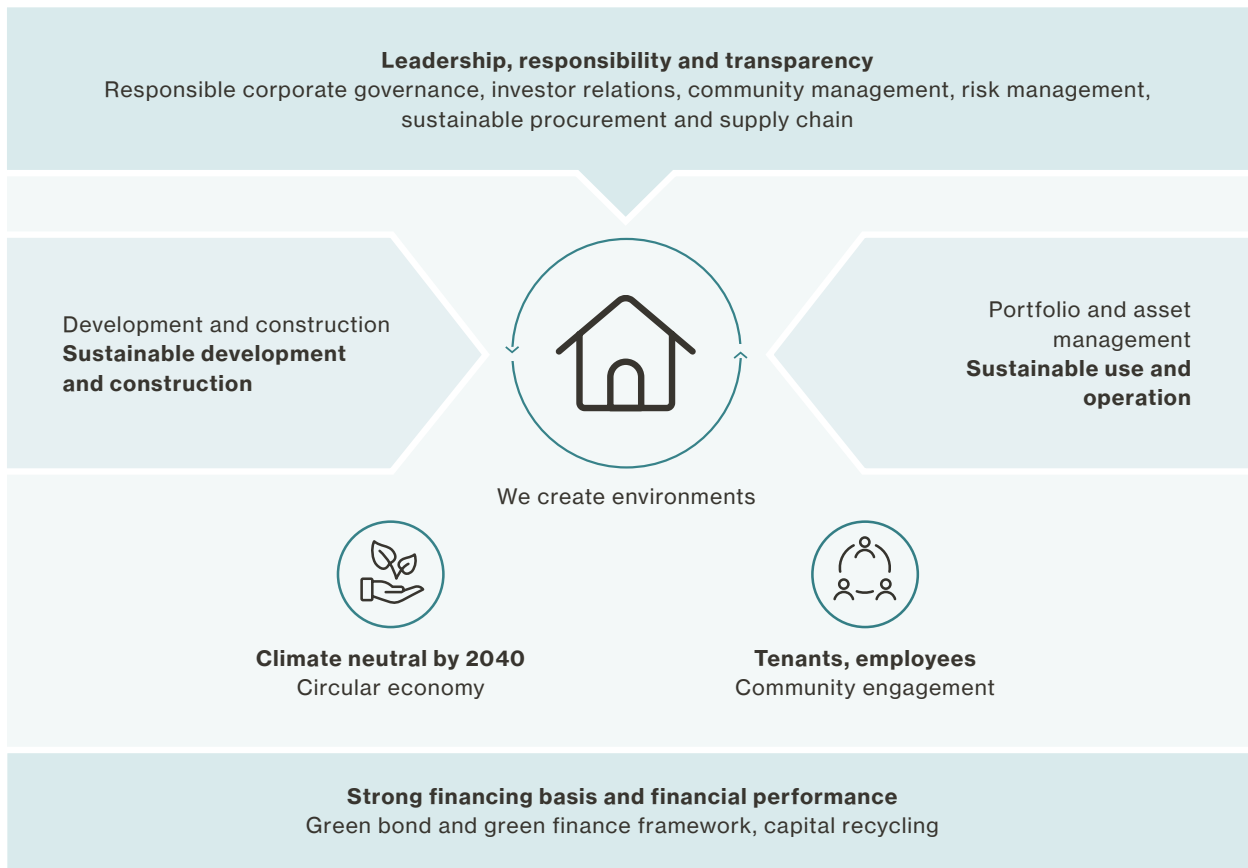 Leadership, responsibility and transparency
Responsible corporate governance, investor relations, community management, risk management,
sustainable procurement and supply chain
Development and construction
Sustainable development
and construction
Portfolio and asset
management
Sustainable use and
operation
We create environments
Climate neutral by 2040
Circular economy
Tenants, employees
Community engagement
Strong financing basis and financial performance
Green bond and green finance framework, capital recycling